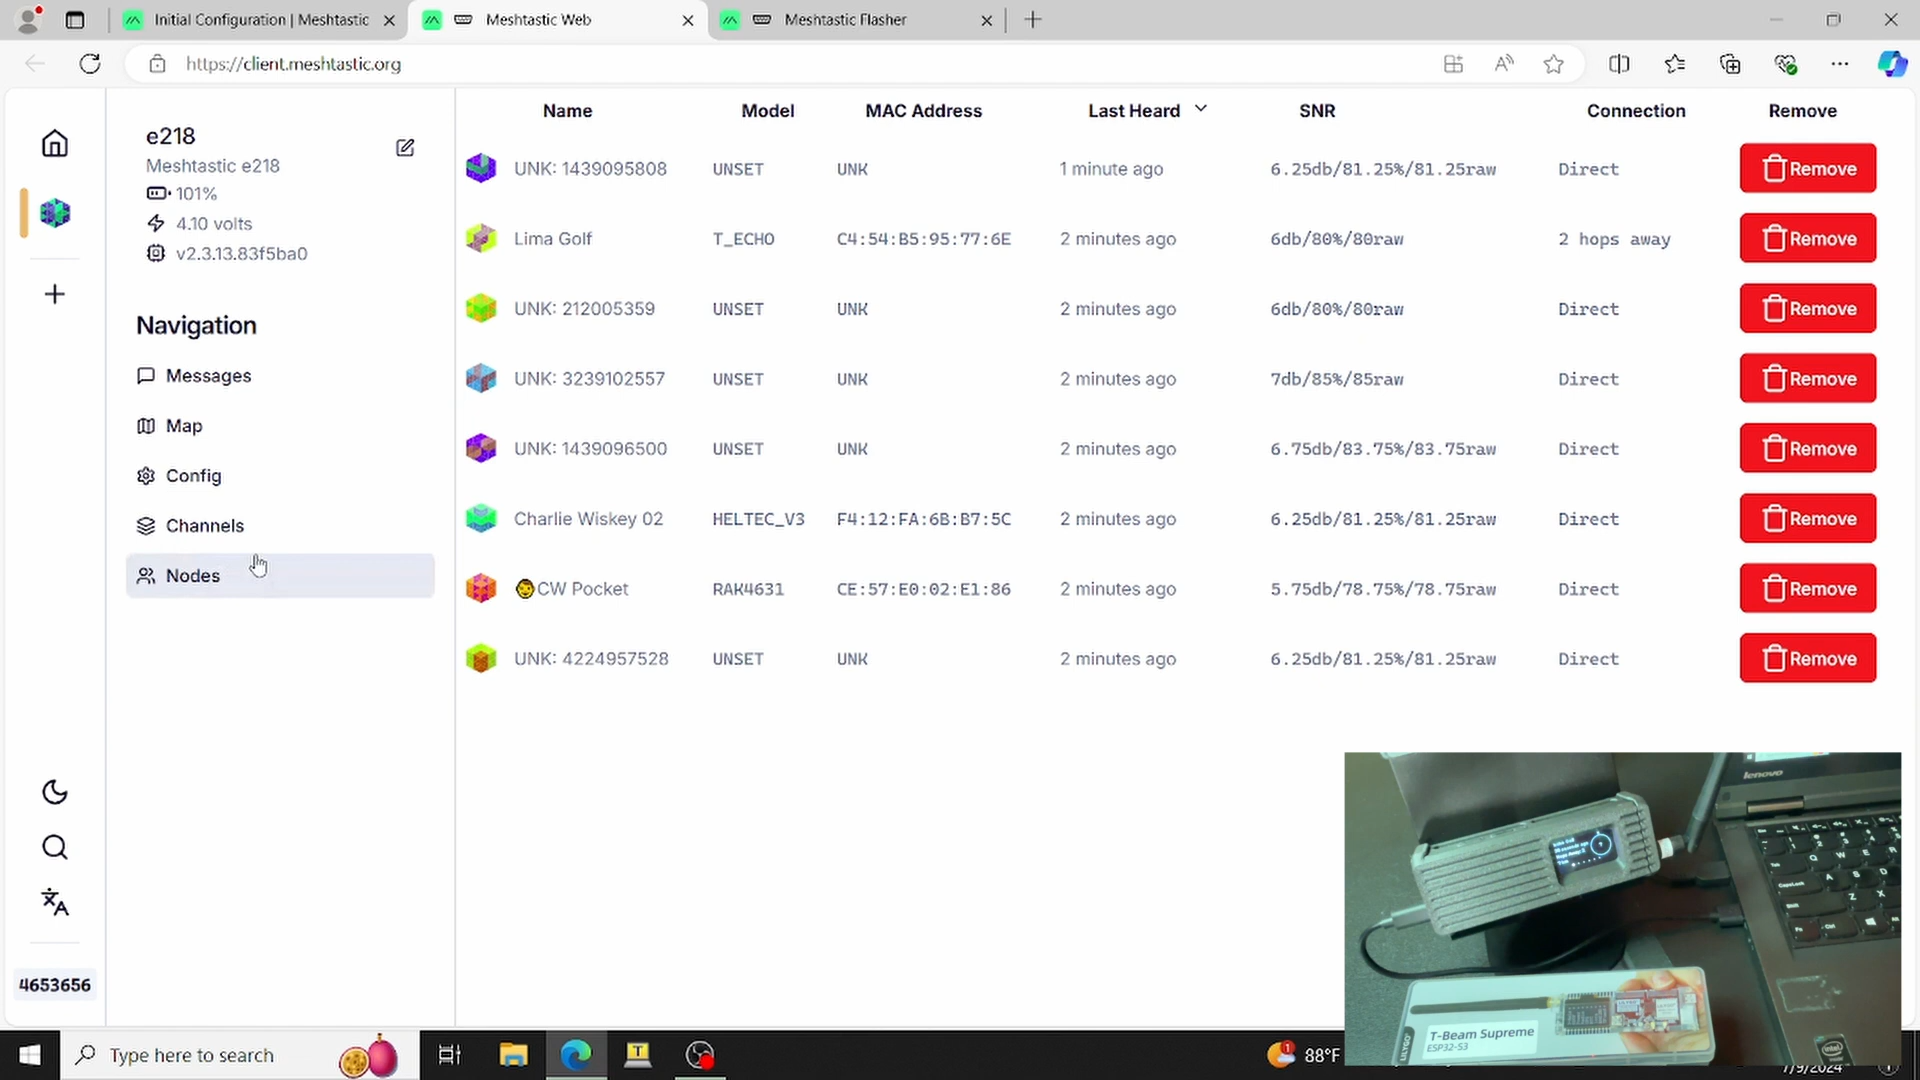 Initial Configuration | Meshtastic
Meshtastic Web
Meshtastic Flasher
https://client.meshtastic.org
e218
Meshtastic e218
101%
4.10 volts
v2.3.13.83f5ba0
Navigation
Messages
Map
Config
Channels
Nodes
4653656
Name Model MAC Address Last Heard SNR Connection Remove
UNK: 1439095808 UNSET UNK 1 minute ago 6.25db/81.25%/81.25raw Direct Remove
Lima Golf T_ECHO C4:54:B5:95:77:6E 2 minutes ago 6db/80%/80raw 2 hops away Remove
UNK: 212005359 UNSET UNK 2 minutes ago 6db/80%/80raw Direct Remove
UNK: 3239102557 UNSET UNK 2 minutes ago 7db/85%/85raw Direct Remove
UNK: 1439096500 UNSET UNK 2 minutes ago 6.75db/83.75%/83.75raw Direct Remove
Charlie Wiskey 02 HELTEC_V3 F4:12:FA:6B:B7:5C 2 minutes ago 6.25db/81.25%/81.25raw Direct Remove
CW Pocket RAK4631 CE:57:E0:02:E1:86 2 minutes ago 5.75db/78.75%/78.75raw Direct Remove
UNK: 4224957528 UNSET UNK 2 minutes ago 6.25db/81.25%/81.25raw Direct Remove
lenovo
T-Beam Supreme
ESP32-S3
LILYGO
intel
Type here to search
1
88°F
7/9/2024